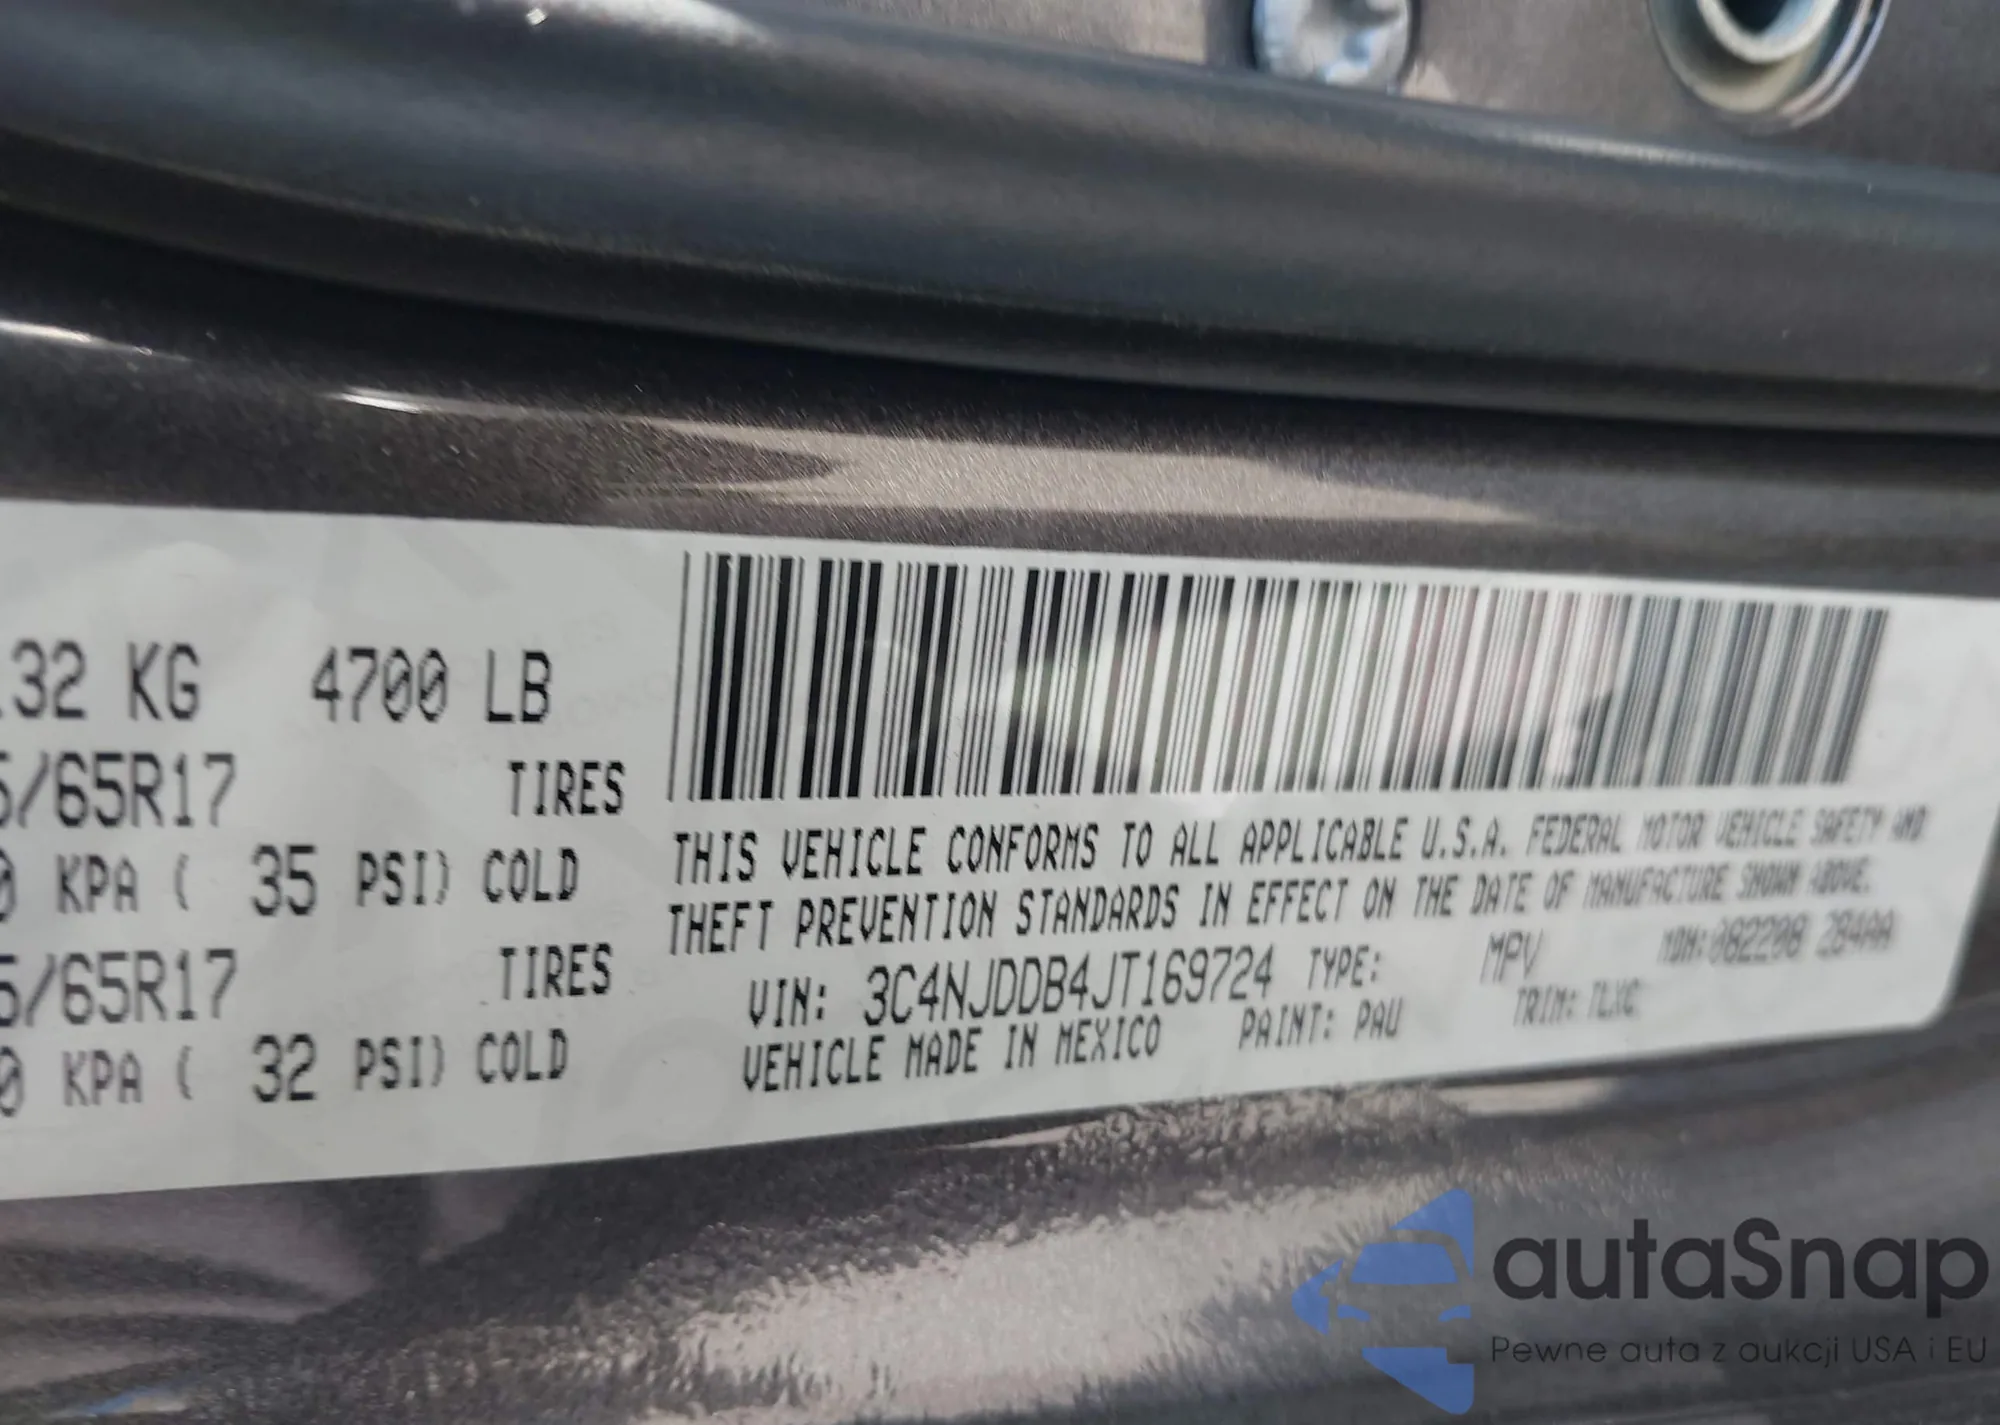 .32 KG 4700 LB
5/65R17 TIRES
0 KPA ( 35 PSI) COLD
5/65R17 TIRES
0 KPA ( 32 PSI) COLD
THIS VEHICLE CONFORMS TO ALL APPLICABLE U.S.A. FEDERAL MOTOR VEHICLE SAFETY AND
THEFT PREVENTION STANDARDS IN EFFECT ON THE DATE OF MANUFACTURE SHOWN ABOVE.
VIN: 3C4NJDDB4JT169724 TYPE: MPV MDH:082208 2B4AA
VEHICLE MADE IN MEXICO PAINT: PAU TRIM:
autaSnap
Pewne auta z aukcji USA i EU